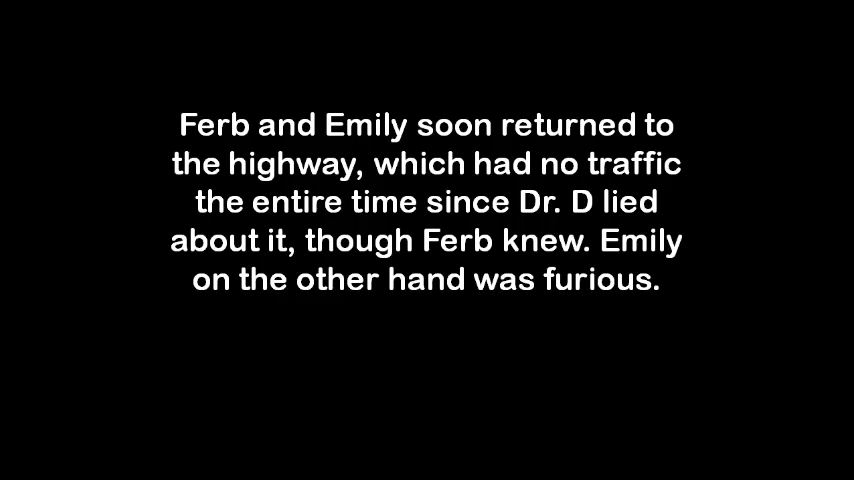 Ferb and Emily soon returned to
the highway, which had no traffic
the entire time since Dr. D lied
about it, though Ferb knew. Emily
on the other hand was furious.